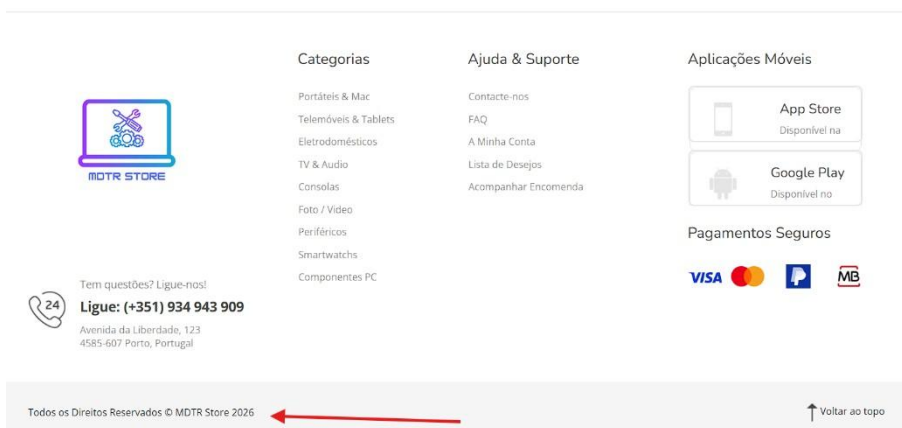 MDTR STORE
Tem questões? Ligue-nos!
24
Ligue: (+351) 934 943 909
Avenida da Liberdade, 123
4585-607 Porto, Portugal
Categorias
Portáteis & Mac
Telemóveis & Tablets
Eletrodomésticos
TV & Audio
Consolas
Foto / Video
Periféricos
Smartwatchs
Componentes PC
Ajuda & Suporte
Contacte-nos
FAQ
A Minha Conta
Lista de Desejos
Acompanhar Encomenda
Aplicações Móveis
App Store
Disponível na
Google Play
Disponível no
Pagamentos Seguros
VISA
MB
Todos os Direitos Reservados © MDTR Store 2026
Voltar ao topo